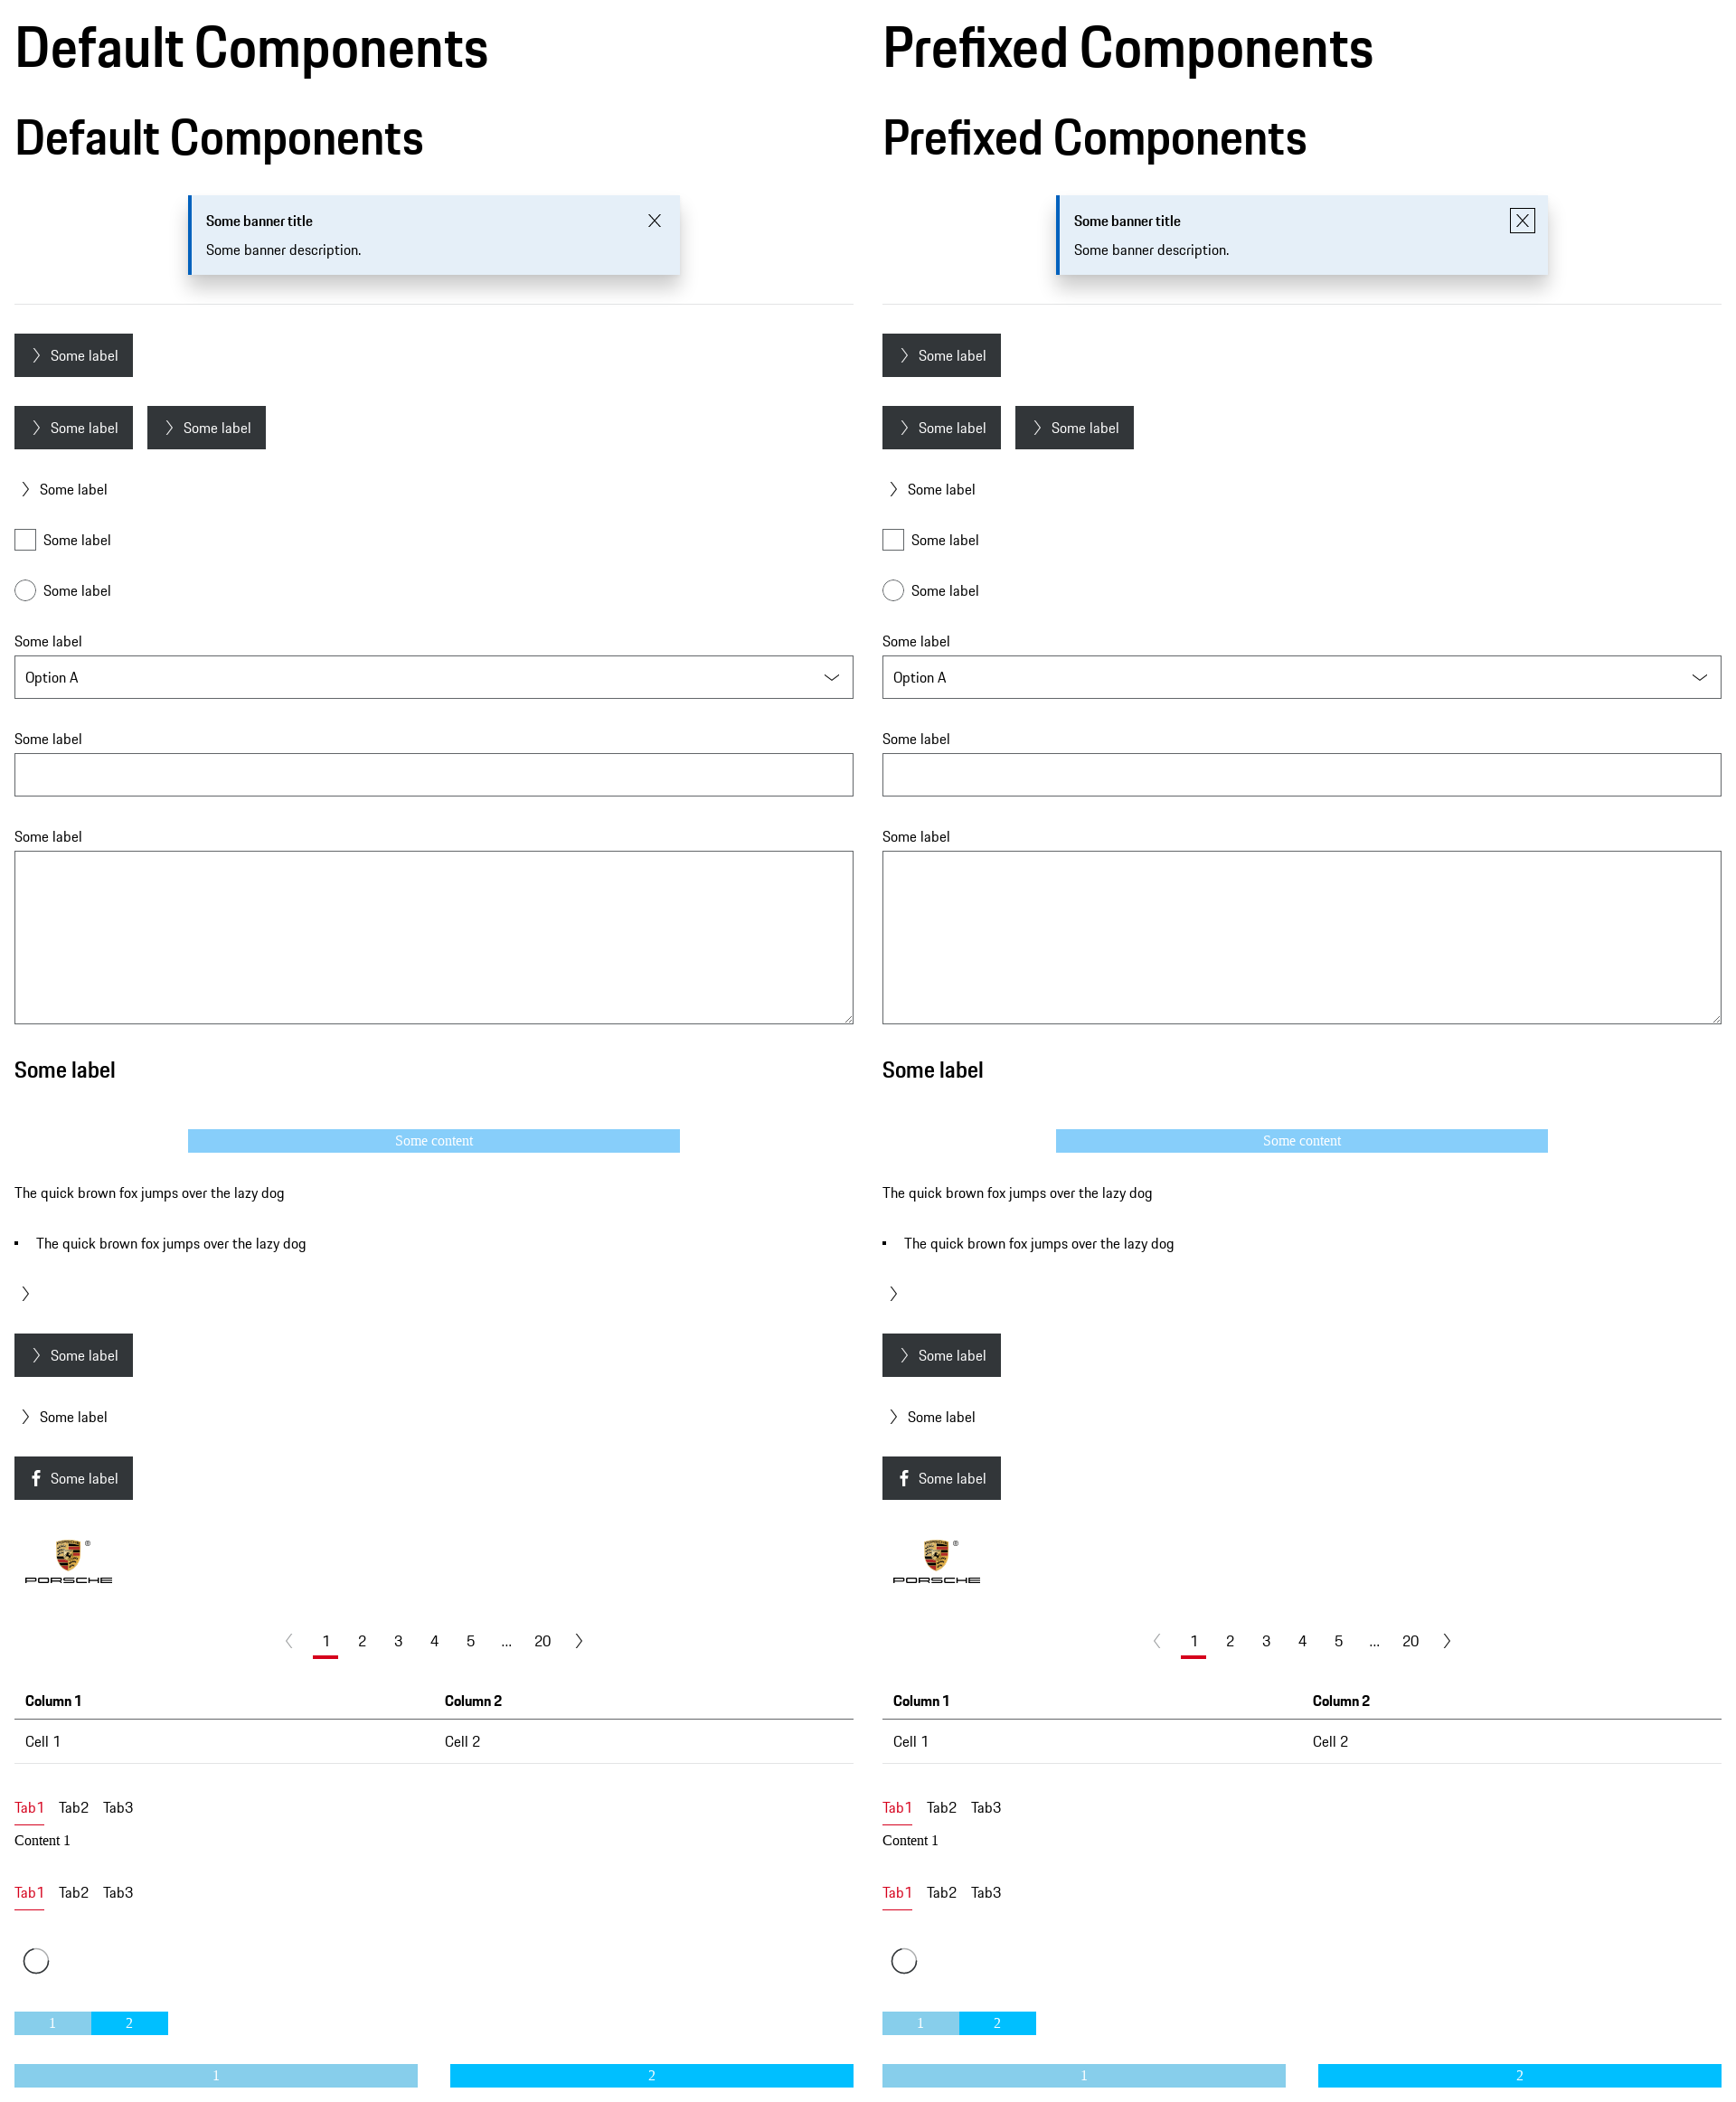 Default Components
Default Components
Some banner title
Some banner description.
Some label
Some label Some label
Some label
Some label
Some label
Some label
Option A
Some label
Some label
Some label
Some content
The quick brown fox jumps over the lazy dog
The quick brown fox jumps over the lazy dog
Some label
Some label
Some label
®
PORSCHE
1 2 3 4 5 ... 20
Column 1 Column 2
Cell 1 Cell 2
Tab1 Tab2 Tab3
Content 1
Tab1 Tab2 Tab3
1 2
1 2
Prefixed Components
Prefixed Components
Some banner title
Some banner description.
Some label
Some label Some label
Some label
Some label
Some label
Some label
Option A
Some label
Some label
Some label
Some content
The quick brown fox jumps over the lazy dog
The quick brown fox jumps over the lazy dog
Some label
Some label
Some label
®
PORSCHE
1 2 3 4 5 ... 20
Column 1 Column 2
Cell 1 Cell 2
Tab1 Tab2 Tab3
Content 1
Tab1 Tab2 Tab3
1 2
1 2